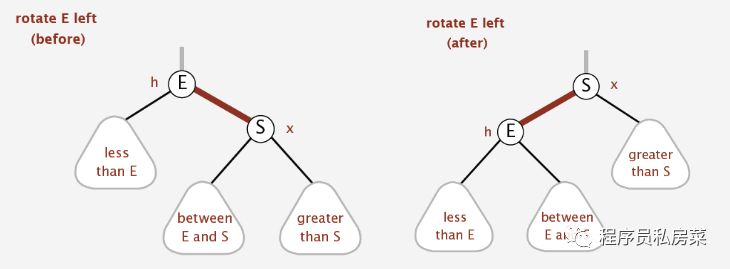 rotate E left
(before)
h
E
S
x
less
than E
between
E and S
greater
than S
rotate E left
(after)
S
x
h
E
greater
than S
less
than E
between
E a
程序员私房菜